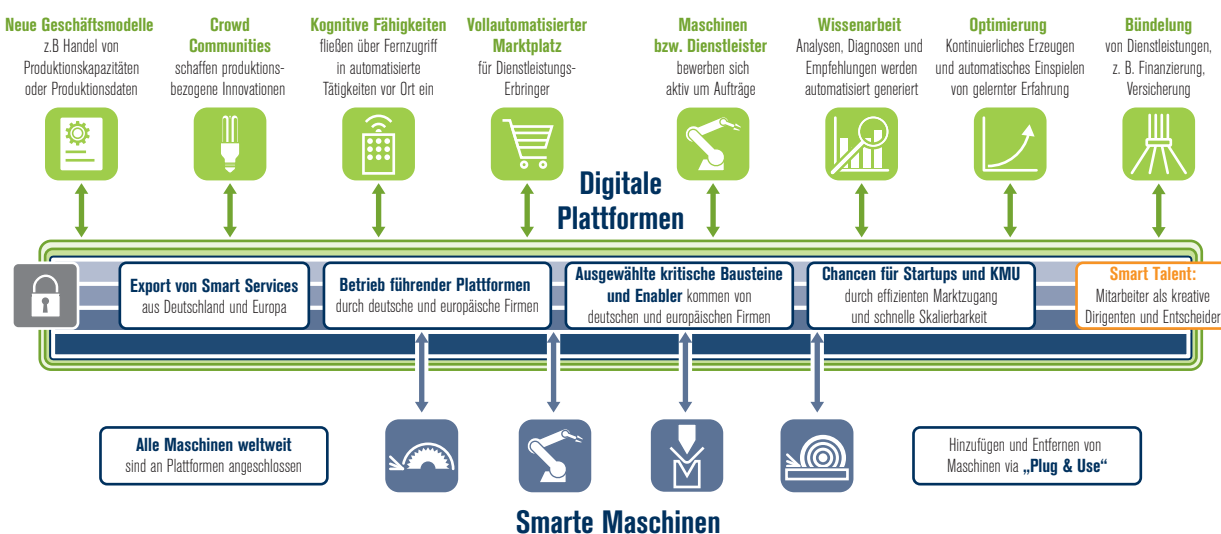 Neue Geschäftsmodelle
z.B Handel von
Produktionskapazitäten
oder Produktionsdaten
Crowd
Communities
schaffen produktions-
bezogene Innovationen
Kognitive Fähigkeiten
fließen über Fernzugriff
in automatisierte
Tätigkeiten vor Ort ein
Vollautomatisierter
Marktplatz
für Dienstleistungs-
Erbringer
Maschinen
bzw. Dienstleister
bewerben sich
aktiv um Aufträge
Wissenarbeit
Analysen, Diagnosen und
Empfehlungen werden
automatisiert generiert
Optimierung
Kontinuierliches Erzeugen
und automatisches Einspielen
von gelernter Erfahrung
Bündelung
von Dienstleistungen,
z. B. Finanzierung,
Versicherung
Digitale
Plattformen
Export von Smart Services
aus Deutschland und Europa
Betrieb führender Plattformen
durch deutsche und europäische Firmen
Ausgewählte kritische Bausteine
und Enabler kommen von
deutschen und europäischen Firmen
Chancen für Startups und KMU
durch effizienten Marktzugang
und schnelle Skalierbarkeit
Smart Talent:
Mitarbeiter als kreative
Dirigenten und Entscheider
Alle Maschinen weltweit
sind an Plattformen angeschlossen
Hinzufügen und Entfernen von
Maschinen via „Plug & Use“
Smarte Maschinen